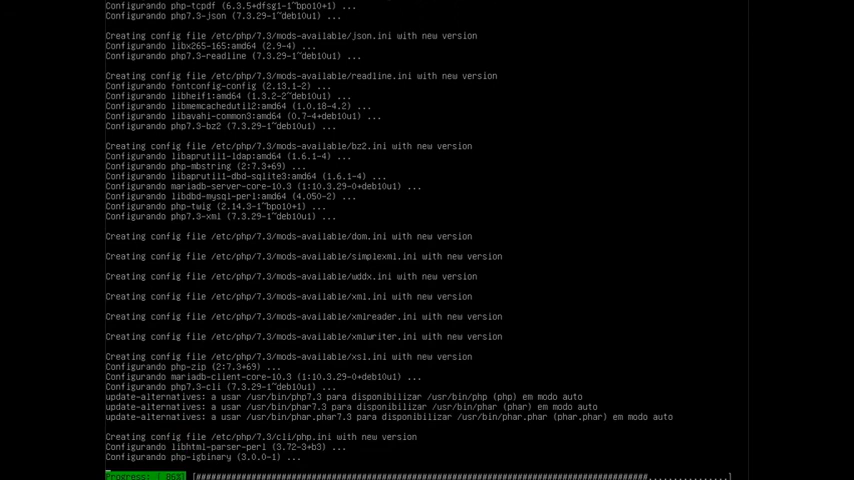 Configurando php-tcpdf (6.3.5+dfsg1-1~bpo10+1) ...
Configurando php7.3-json (7.3.29-1~deb10u1) ...
Creating config file /etc/php/7.3/mods-available/json.ini with new version
Configurando libx265-165:amd64 (2.9-4) ...
Configurando php7.3-readline (7.3.29-1~deb10u1) ...
Creating config file /etc/php/7.3/mods-available/readline.ini with new version
Configurando fontconfig-config (2.13.1-2) ...
Configurando libheif1:amd64 (1.3.2-2~deb10u1) ...
Configurando libmemcachedutil2:amd64 (1.0.18-4.2) ...
Configurando libavahi-common3:amd64 (0.7-4+deb10u1) ...
Configurando php7.3-bz2 (7.3.29-1~deb10u1) ...
Creating config file /etc/php/7.3/mods-available/bz2.ini with new version
Configurando libaprutil1-ldap:amd64 (1.6.1-4) ...
Configurando php-mbstring (2:7.3+69) ...
Configurando libaprutil1-dbd-sqlite3:amd64 (1.6.1-4) ...
Configurando mariadb-server-core-10.3 (1:10.3.29-0+deb10u1) ...
Configurando libdbd-mysql-perl:amd64 (4.050-2) ...
Configurando php-twig (2.14.3-1~bpo10+1) ...
Configurando php7.3-xml (7.3.29-1~deb10u1) ...
Creating config file /etc/php/7.3/mods-available/dom.ini with new version
Creating config file /etc/php/7.3/mods-available/simplexml.ini with new version
Creating config file /etc/php/7.3/mods-available/wddx.ini with new version
Creating config file /etc/php/7.3/mods-available/xml.ini with new version
Creating config file /etc/php/7.3/mods-available/xmlreader.ini with new version
Creating config file /etc/php/7.3/mods-available/xmlwriter.ini with new version
Creating config file /etc/php/7.3/mods-available/xsl.ini with new version
Configurando php-zip (2:7.3+69) ...
Configurando mariadb-client-core-10.3 (1:10.3.29-0+deb10u1) ...
Configurando php7.3-cli (7.3.29-1~deb10u1) ...
update-alternatives: a usar /usr/bin/php7.3 para disponibilizar /usr/bin/php (php) em modo auto
update-alternatives: a usar /usr/bin/phar7.3 para disponibilizar /usr/bin/phar (phar) em modo auto
update-alternatives: a usar /usr/bin/phar.phar7.3 para disponibilizar /usr/bin/phar.phar (phar.phar) em modo auto
Creating config file /etc/php/7.3/cli/php.ini with new version
Configurando libhtml-parser-perl (3.72-3+b3) ...
Configurando php-igbinary (3.0.0-1) ...
Progress: [ 86%] [##########################################################################################................]